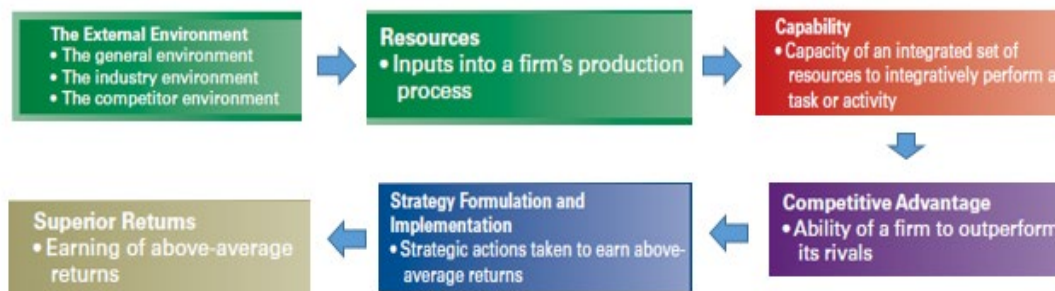 The External Environment
• The general environment
• The industry environment
• The competitor environment
Resources
• Inputs into a firm's production
process
Capability
• Capacity of an integrated set of
resources to integratively perform a
task or activity
Competitive Advantage
• Ability of a firm to outperform
its rivals
Strategy Formulation and
Implementation
• Strategic actions taken to earn above-
average returns
Superior Returns
• Earning of above-average
returns